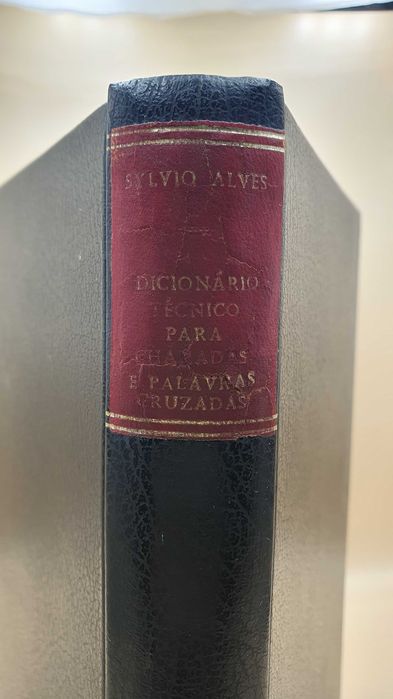 SYLVIO ALVES
DICIONÁRIO
TÉCNICO
PARA
CHARADAS
E PALAVRAS
CRUZADAS